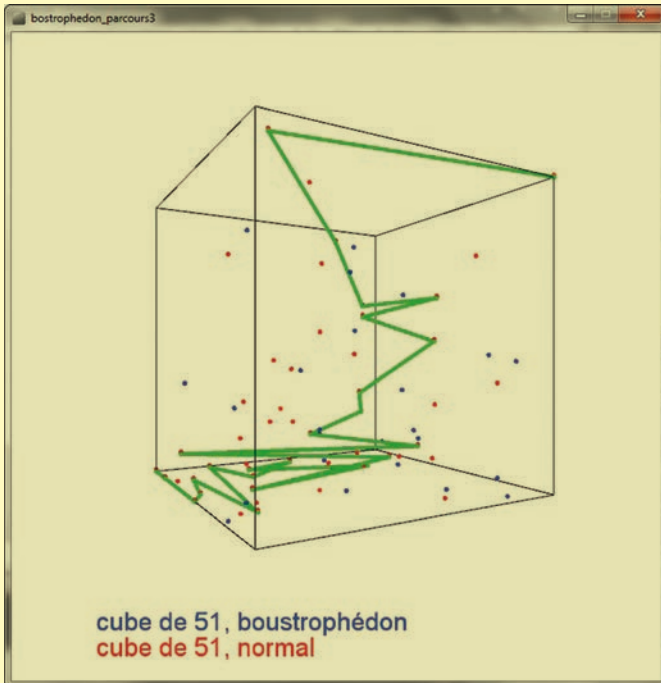 bostrophedon_parcours3
cube de 51, boustrophédon
cube de 51, normal